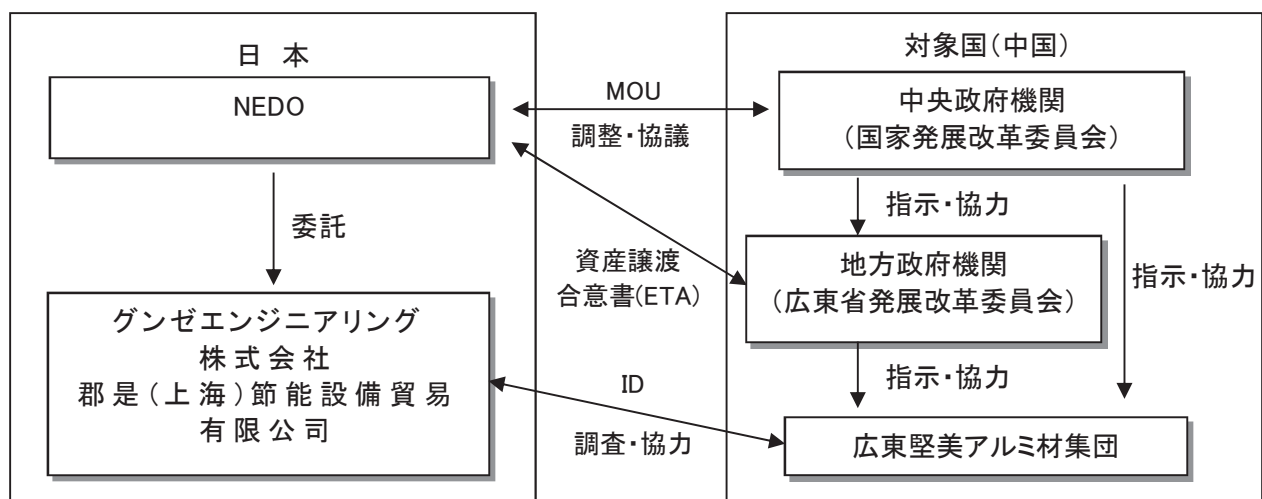 日 本
NEDO
委託
グンゼエンジニアリング
株 式 会 社
郡 是 （ 上 海 ） 節 能 設 備 貿 易
有 限 公 司
MOU
調整・協議
資産譲渡
合意書(ETA)
ID
調査・協力
対象国（中国）
中央政府機関
（国家発展改革委員会）
指示・協力
地方政府機関
（広東省発展改革委員会）
指示・協力
指示・協力
広東堅美アルミ材集団